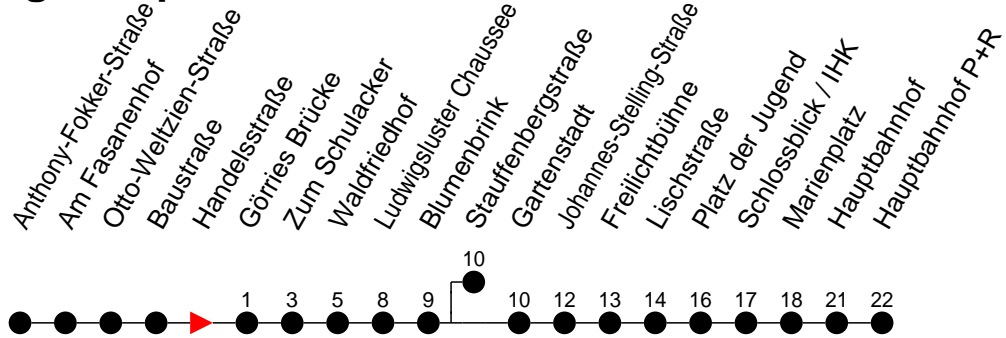 Anthony-Fokker-Straße
Am Fasanenhof
Otto-Weltzien-Straße
Baustraße
Handelsstraße
Görries Brücke
Zum Schulacker
Waldfriedhof
Ludwigsluster Chaussee
Blumenbrink
Stauffenbergstraße
Gartenstadt
Johannes-Stelling-Straße
Freilichtbühne
Lischstraße
Platz der Jugend
Schlossblick / IHK
Marienplatz
Hauptbahnhof
Hauptbahnhof P+R
10
1 3 5 8 9 10 12 13 14 16 17 18 21 22